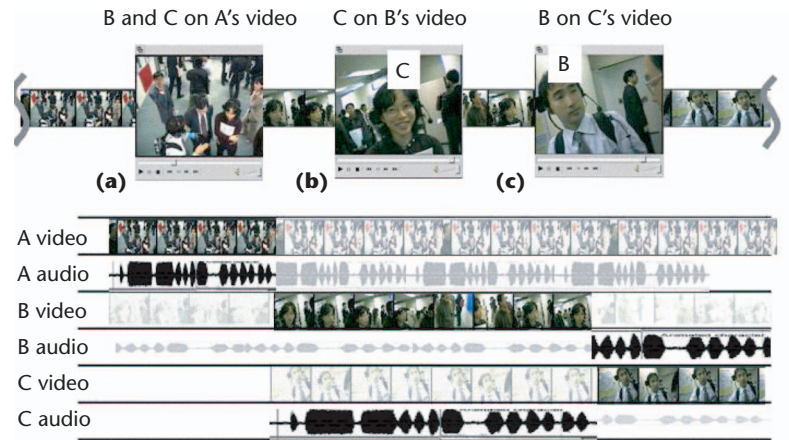 B and C on A's video
C on B's video
B on C's video
C
B
(a)
(b)
(c)
A video
A audio
B video
B audio
C video
C audio